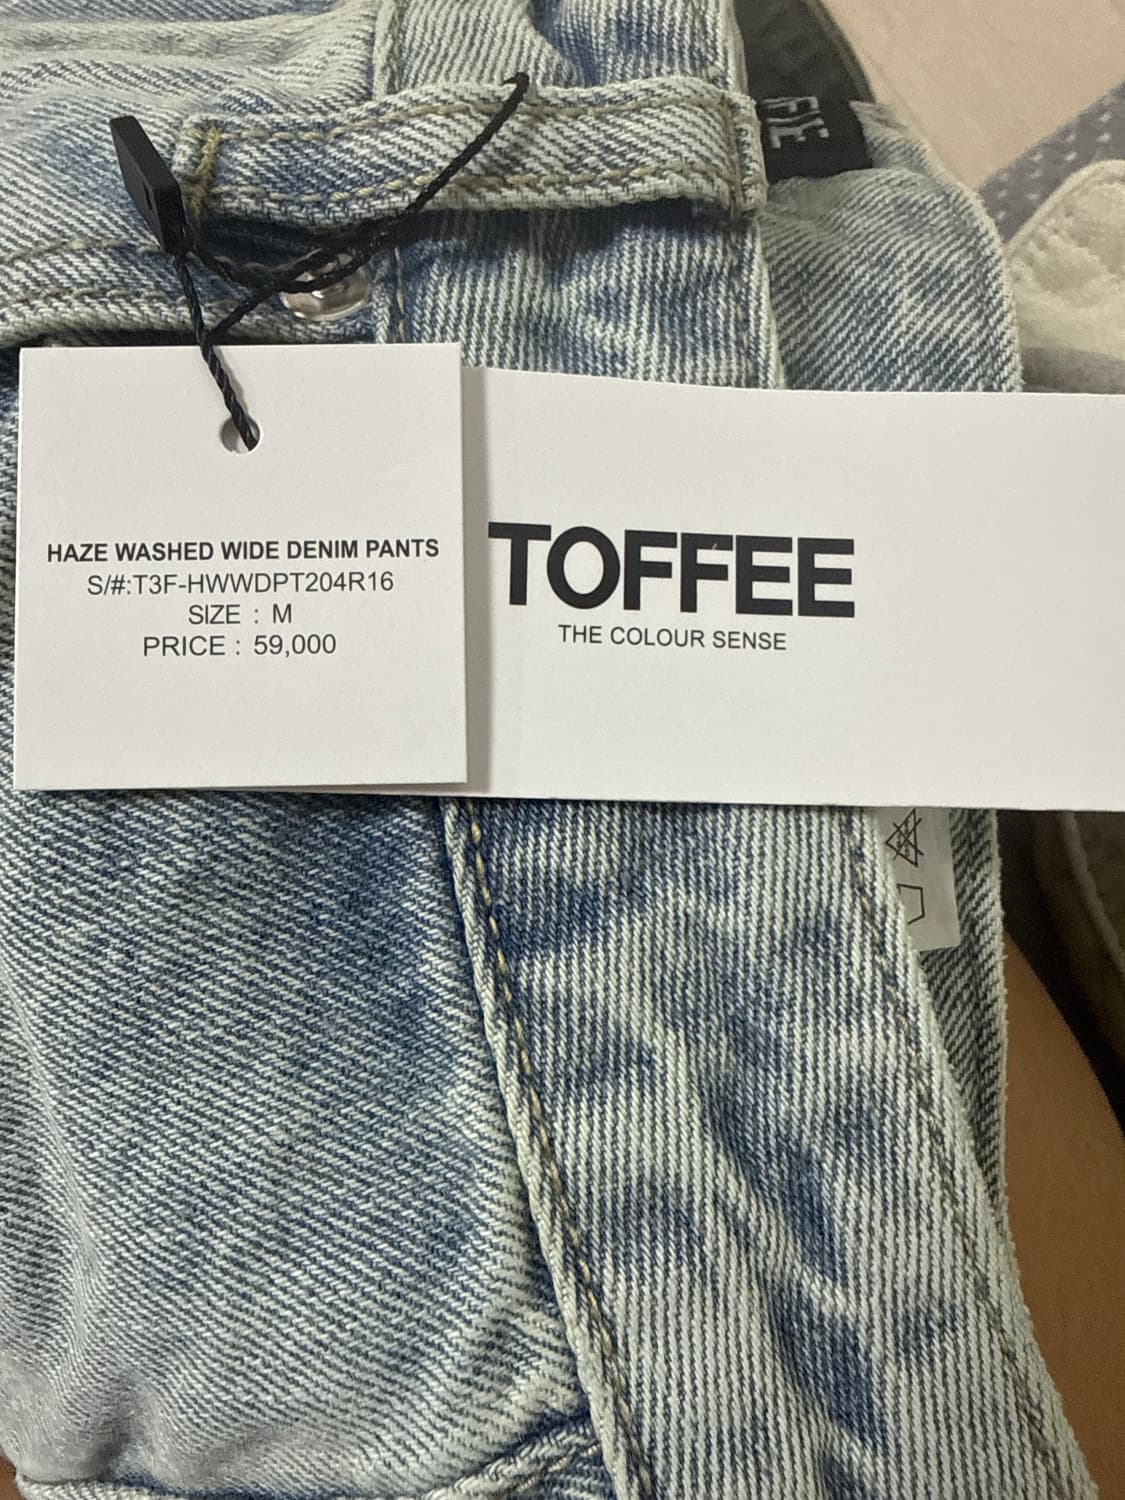 HAZE WASHED WIDE DENIM PANTS
S/#:T3F-HWWDPT204R16
SIZE : M
PRICE : 59,000
TOFFEE
THE COLOUR SENSE